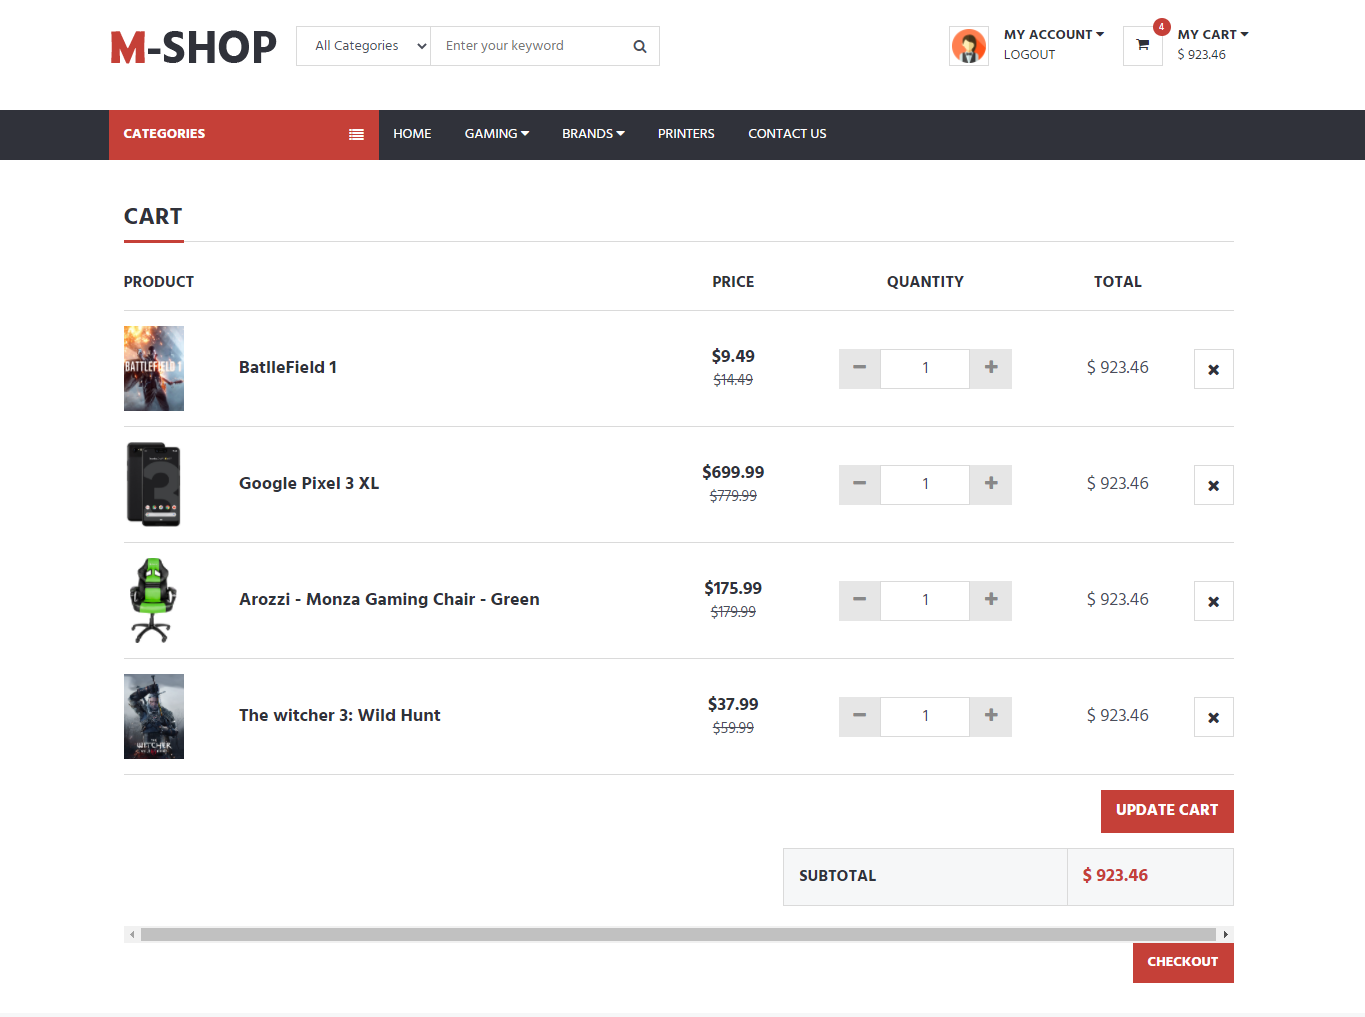 M-SHOP
All Categories
Enter your keyword
MY ACCOUNT
LOGOUT
4
MY CART
$ 923.46
CATEGORIES
HOME
GAMING
BRANDS
PRINTERS
CONTACT US
CART
PRODUCT PRICE QUANTITY TOTAL
BATTLEFIELD 1
BatlleField 1
$9.49
$14.49
1
$ 923.46
3
Google Pixel 3 XL
$699.99
$779.99
1
$ 923.46
Arozzi - Monza Gaming Chair - Green
$175.99
$179.99
1
$ 923.46
THE
WITCHER
The witcher 3: Wild Hunt
$37.99
$59.99
1
$ 923.46
UPDATE CART
SUBTOTAL $ 923.46
CHECKOUT